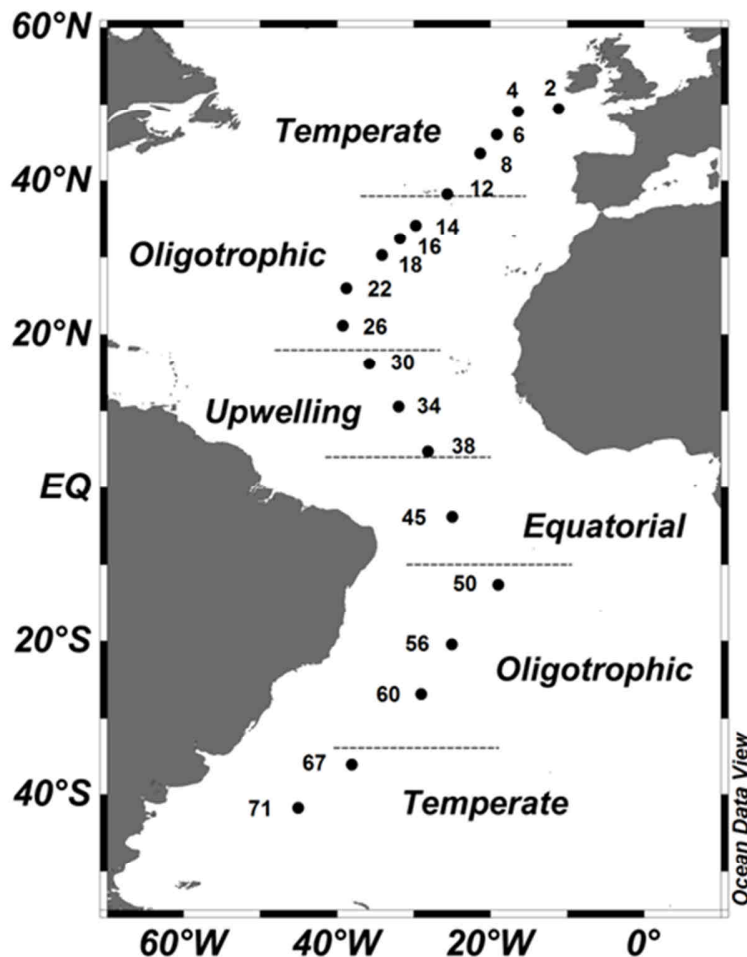 60°N
4 2
Temperate
6
8
40°N
12
14
Oligotrophic
16
18
22
26
20°N
30
Upwelling
34
38
EQ
45
Equatorial
50
20°S
56
Oligotrophic
60
67
40°S
Temperate
71
Ocean Data View
60°W 40°W 20°W 0°